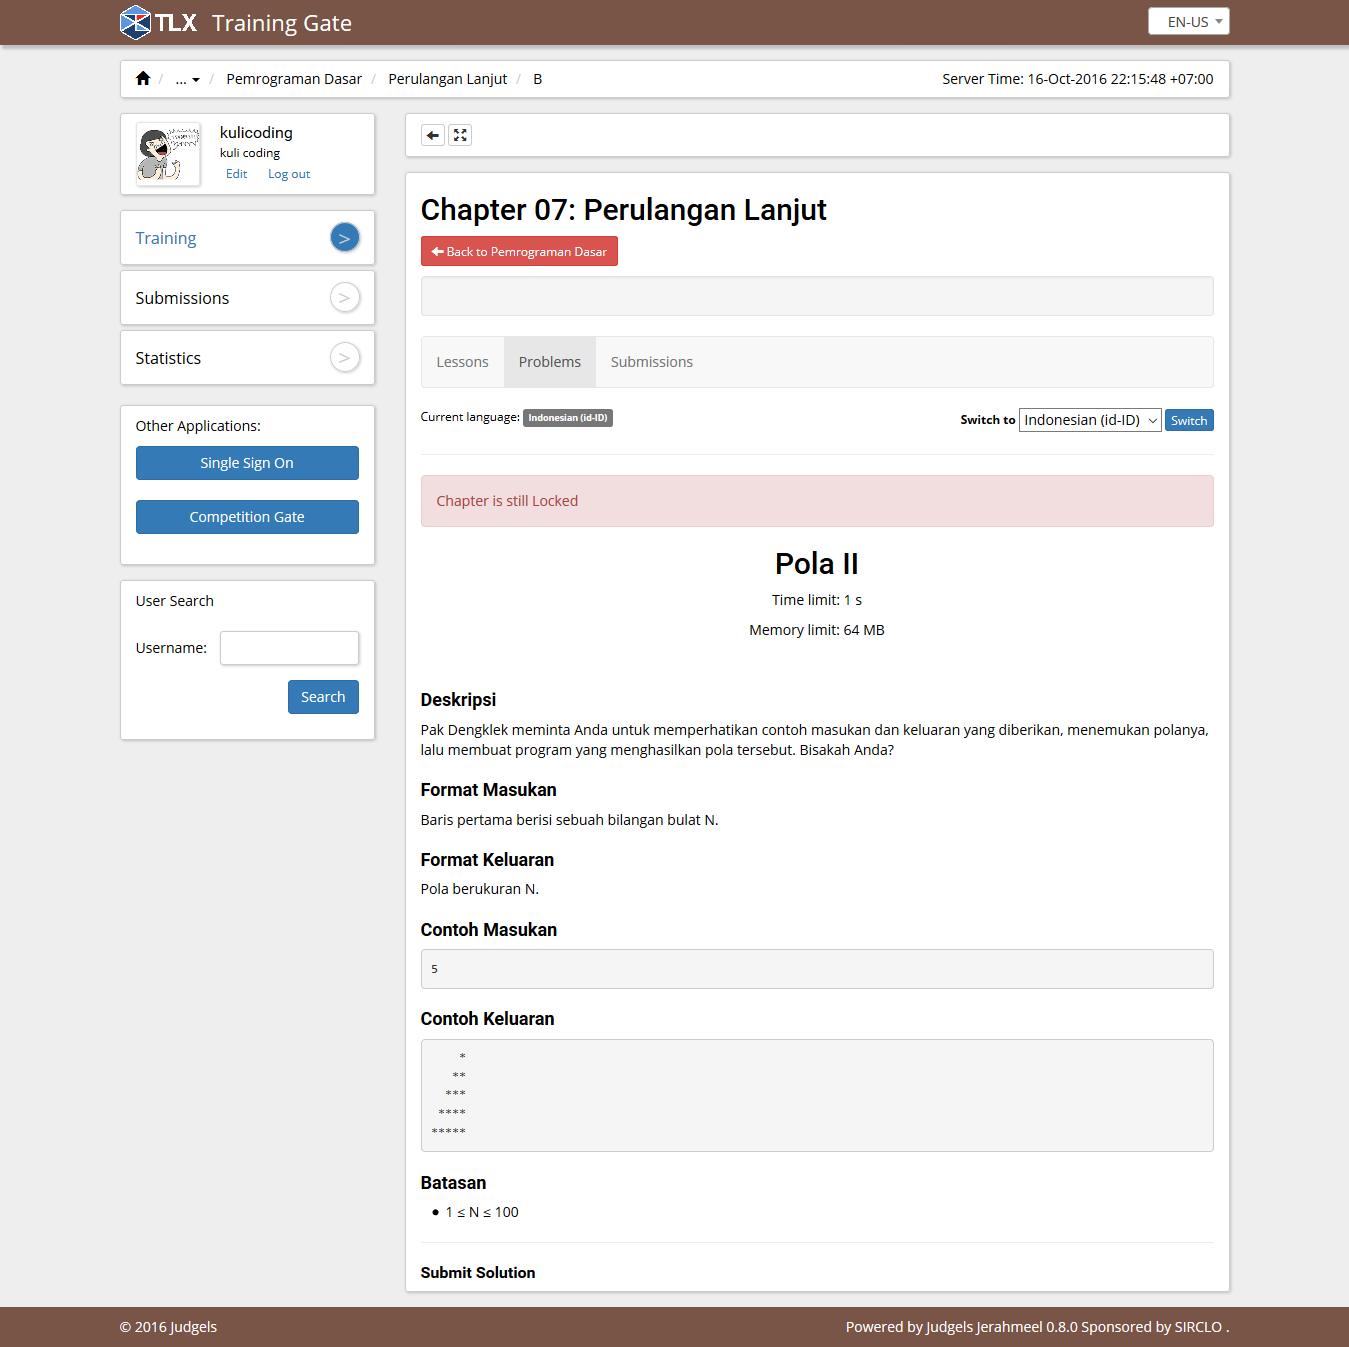 TLX Training Gate
EN-US
/ ... / Pemrograman Dasar / Perulangan Lanjut / B
Server Time: 16-Oct-2016 22:15:48 +07:00
kulicoding
kuli coding
Edit Log out
Training >
Submissions >
Statistics >
Other Applications:
Single Sign On
Competition Gate
User Search
Username:
Search
Chapter 07: Perulangan Lanjut
Back to Pemrograman Dasar
Lessons Problems Submissions
Current language: Indonesian (id-ID)
Switch to Indonesian (id-ID) Switch
Chapter is still Locked
Pola II
Time limit: 1 s
Memory limit: 64 MB
Deskripsi
Pak Dengklek meminta Anda untuk memperhatikan contoh masukan dan keluaran yang diberikan, menemukan polanya,
lalu membuat program yang menghasilkan pola tersebut. Bisakah Anda?
Format Masukan
Baris pertama berisi sebuah bilangan bulat N.
Format Keluaran
Pola berukuran N.
Contoh Masukan
5
Contoh Keluaran
    *
   **
  ***
 ****
*****
Batasan
• 1 ≤ N ≤ 100
Submit Solution
© 2016 Judgels
Powered by Judgels Jerahmeel 0.8.0 Sponsored by SIRCLO .